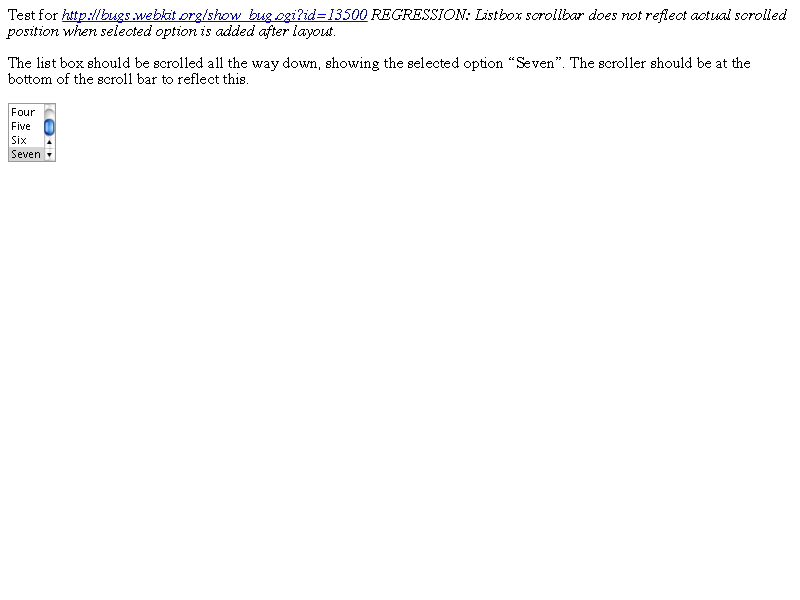 Test for http://bugs.webkit.org/show_bug.cgi?id=13500 REGRESSION: Listbox scrollbar does not reflect actual scrolled
position when selected option is added after layout.
The list box should be scrolled all the way down, showing the selected option “Seven”. The scroller should be at the
bottom of the scroll bar to reflect this.
Four
Five
Six
Seven